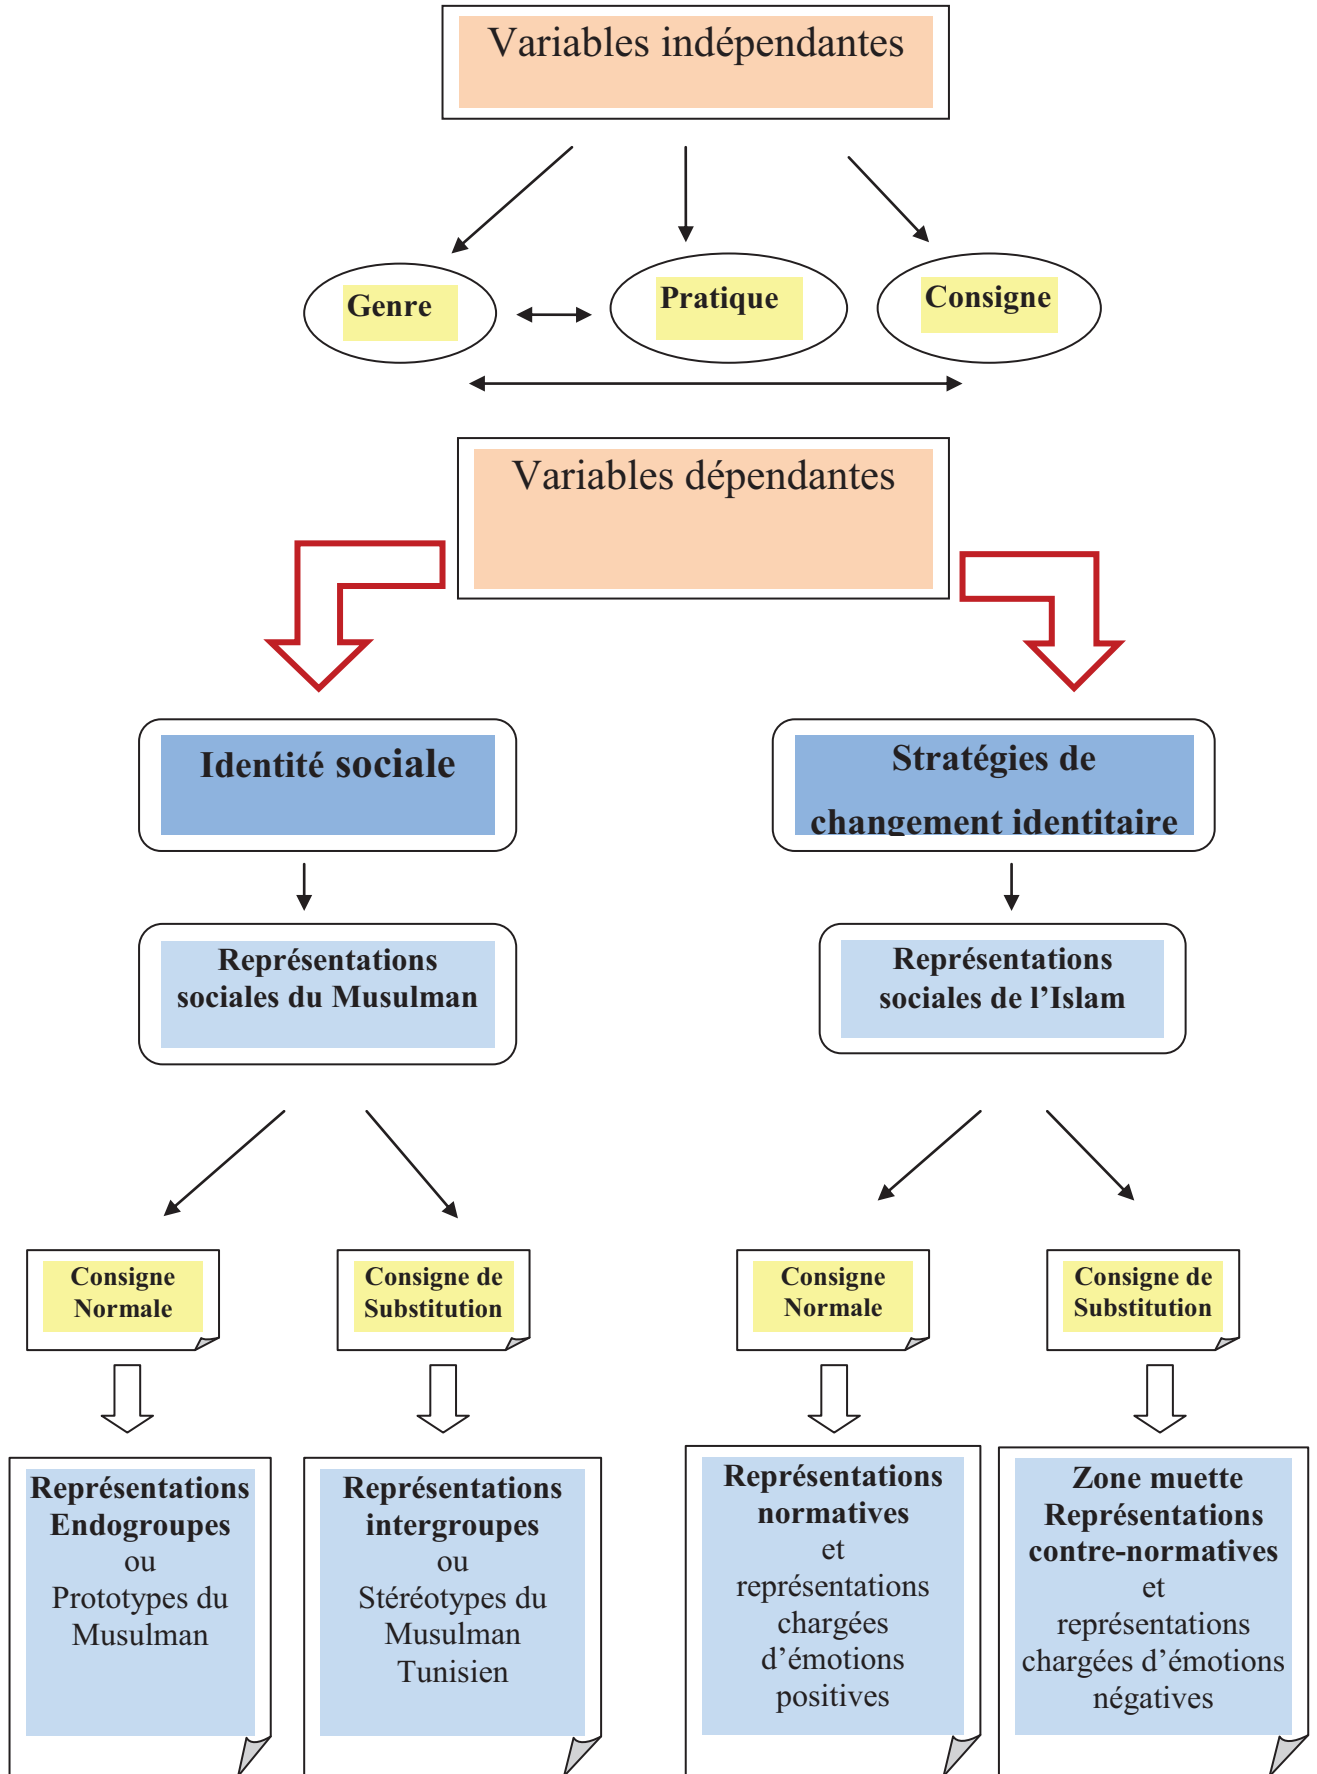 Variables indépendantes
Genre
Pratique
Consigne
Variables dépendantes
Identité sociale
Stratégies de
changement identitaire
Représentations
sociales du Musulman
Représentations
sociales de l’Islam
Consigne
Normale
Consigne de
Substitution
Consigne
Normale
Consigne de
Substitution
Représentations
Endogroupes
ou
Prototypes du
Musulman
Représentations
intergroupes
ou
Stéréotypes du
Musulman
Tunisien
Représentations
normatives
et
représentations
chargées
d’émotions
positives
Zone muette
Représentations
contre-normatives
et
représentations
chargées d’émotions
négatives